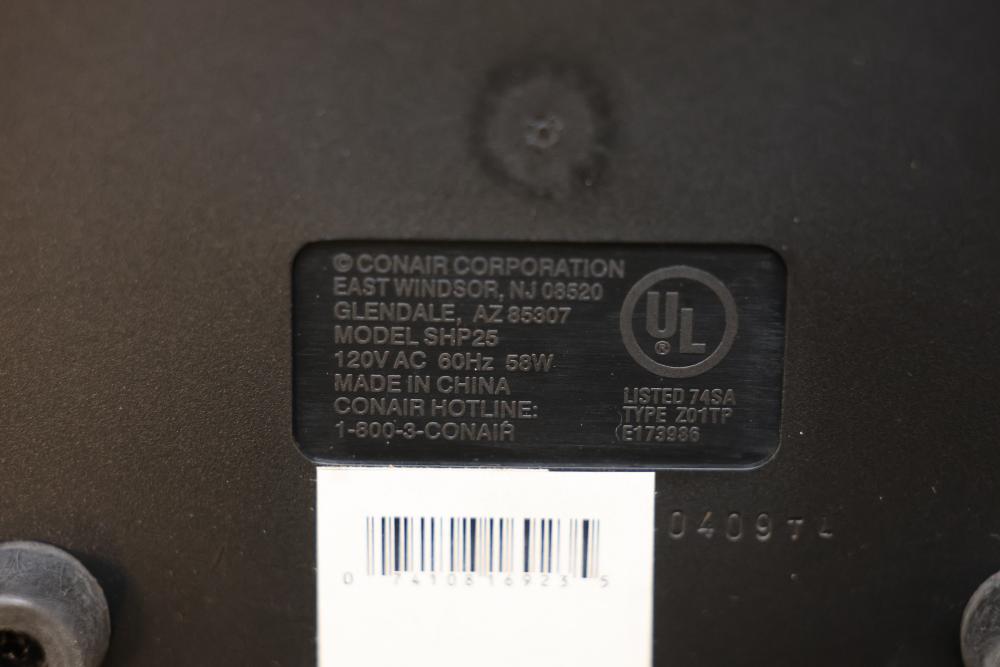 © CONAIR CORPORATION
EAST WINDSOR, NJ 08520
GLENDALE, AZ 85307
MODEL SHP25
120V AC 60Hz 58W
MADE IN CHINA
CONAIR HOTLINE:
1-800-3-CONAIR
UL ®
LISTED 74SA
TYPE Z01TP
E173986
0409T4
0 74108 16923 5